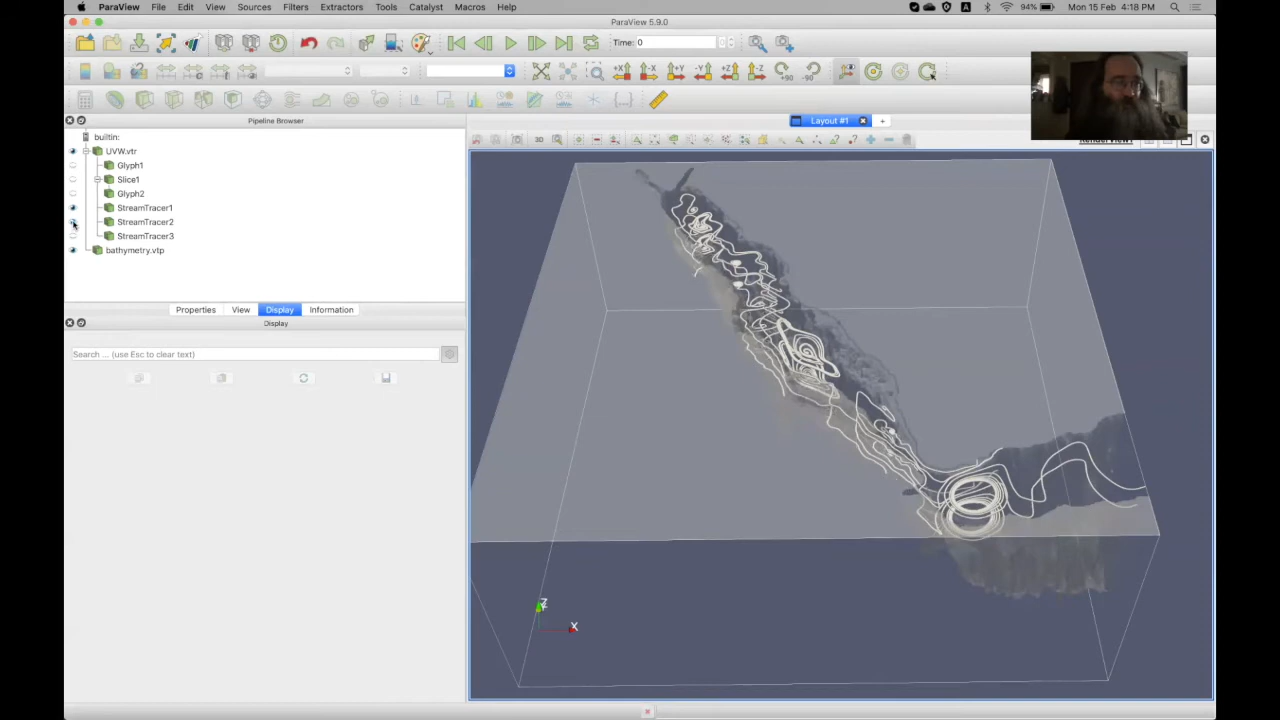 ParaView File Edit View Sources Filters Extractors Tools Catalyst Macros Help
A 94% Mon 15 Feb 4:18 PM
ParaView 5.9.0
Time: 0
+X -X +Y -Y +Z -Z +90 -90
Pipeline Browser
Layout #1 +
builtin:
3D
UVW.vtr
Glyph1
Slice1
Glyph2
StreamTracer1
StreamTracer2
StreamTracer3
bathymetry.vtp
Properties View Display Information
Display
Search ... (use Esc to clear text)
Z
X